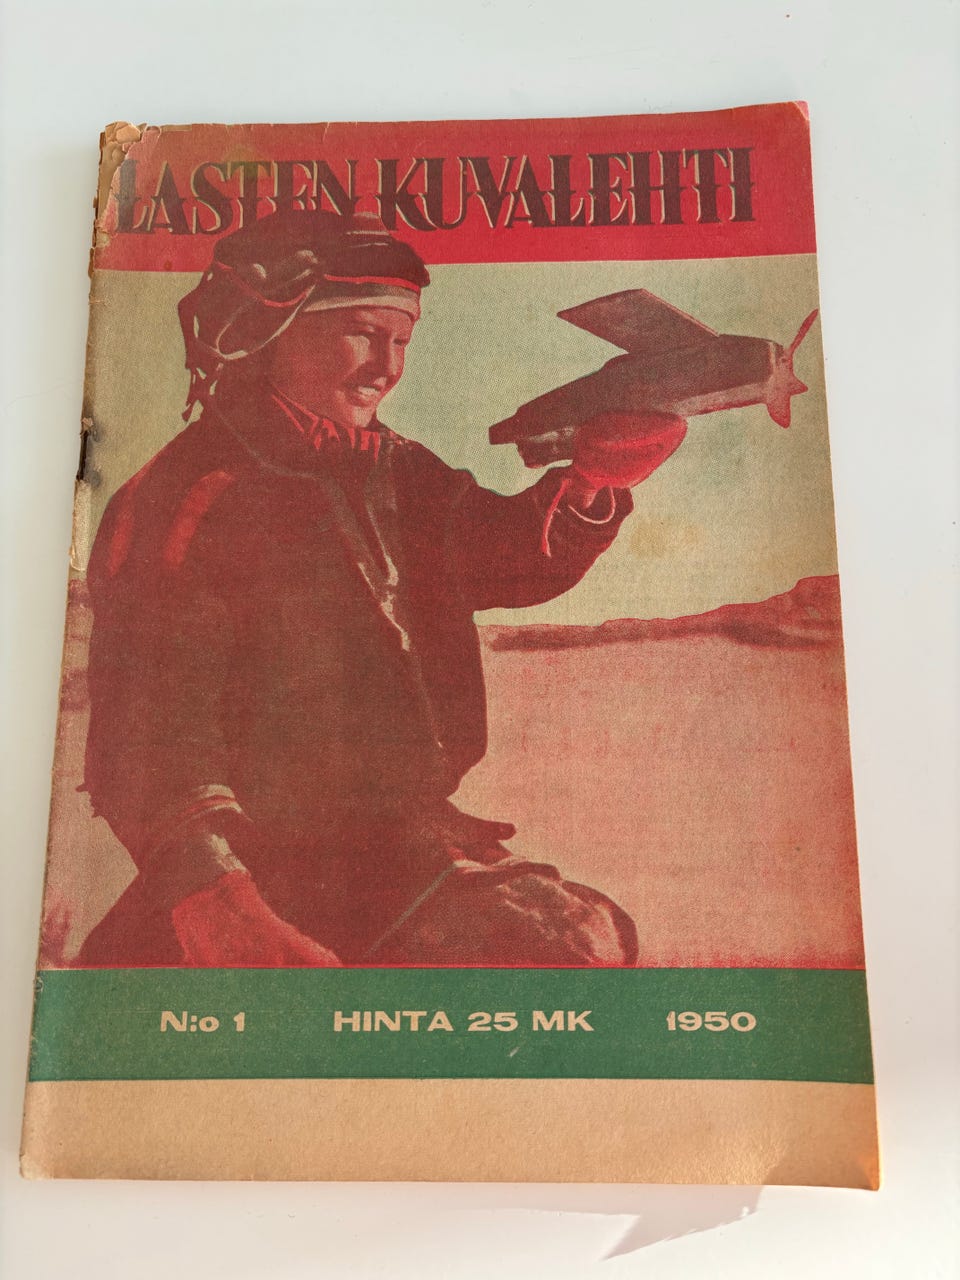 LASTEN KUVALEHTI
N:o 1 HINTA 25 MK 1950